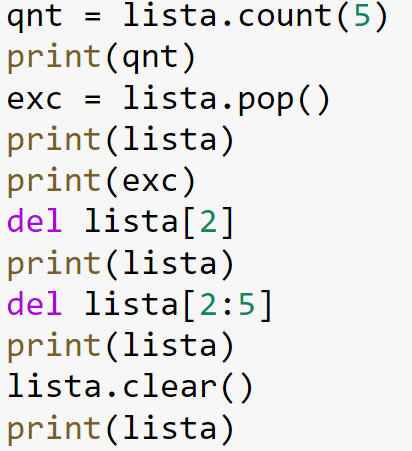 qnt = lista.count(5)
print(qnt)
exc = lista.pop()
print(lista)
print(exc)
del lista[2]
print(lista)
del lista[2:5]
print(lista)
lista.clear()
print(lista)